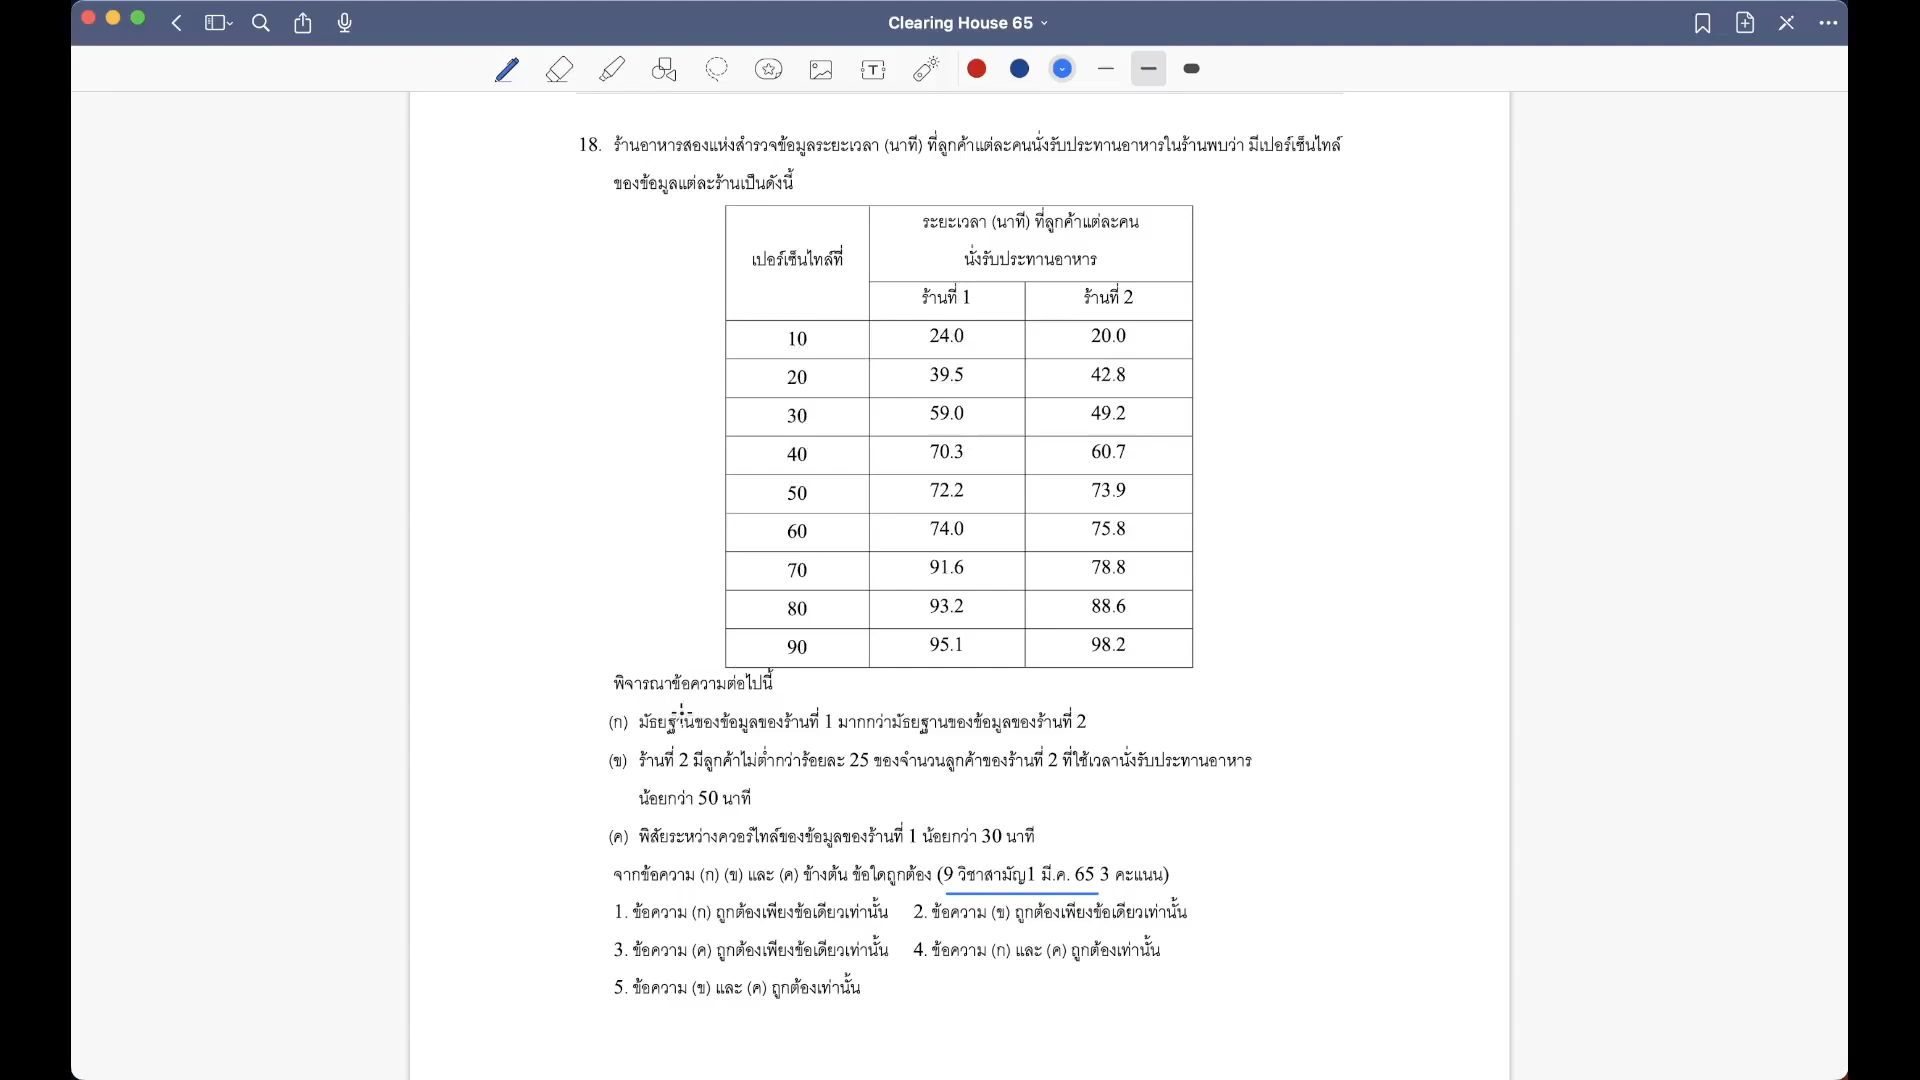 Clearing House 65
18. ร้านอาหารสองแห่งสำรวจข้อมูลระยะเวลา (นาที) ที่ลูกค้าแต่ละคนนั่งรับประทานอาหารในร้านพบว่า มีเปอร์เซ็นไทล์
ของข้อมูลแต่ละร้านเป็นดังนี้
เปอร์เซ็นไทล์ที่
ระยะเวลา (นาที) ที่ลูกค้าแต่ละคน
นั่งรับประทานอาหาร
ร้านที่ 1 ร้านที่ 2
10 24.0 20.0
20 39.5 42.8
30 59.0 49.2
40 70.3 60.7
50 72.2 73.9
60 74.0 75.8
70 91.6 78.8
80 93.2 88.6
90 95.1 98.2
พิจารณาข้อความต่อไปนี้
(ก) มัธยฐานของข้อมูลของร้านที่ 1 มากกว่ามัธยฐานของข้อมูลของร้านที่ 2
(ข) ร้านที่ 2 มีลูกค้าไม่ต่ำกว่าร้อยละ 25 ของจำนวนลูกค้าของร้านที่ 2 ที่ใช้เวลานั่งรับประทานอาหาร
น้อยกว่า 50 นาที
(ค) พิสัยระหว่างควอร์ไทล์ของข้อมูลของร้านที่ 1 น้อยกว่า 30 นาที
จากข้อความ (ก) (ข) และ (ค) ข้างต้น ข้อใดถูกต้อง (9 วิชาสามัญ1 มี.ค. 65 3 คะแนน)
1. ข้อความ (ก) ถูกต้องเพียงข้อเดียวเท่านั้น 2. ข้อความ (ข) ถูกต้องเพียงข้อเดียวเท่านั้น
3. ข้อความ (ค) ถูกต้องเพียงข้อเดียวเท่านั้น 4. ข้อความ (ก) และ (ค) ถูกต้องเท่านั้น
5. ข้อความ (ข) และ (ค) ถูกต้องเท่านั้น